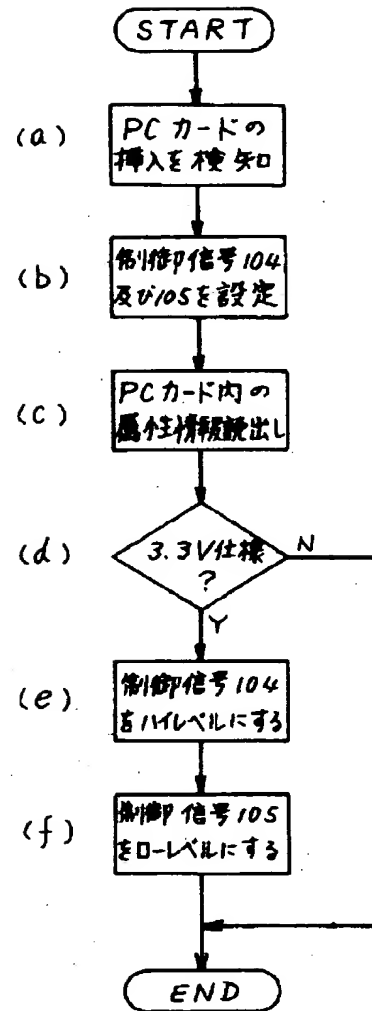 START
(a)
PCカードの
挿入を検知
(b)
制御信号104
及び105を設定
(c)
PCカード内の
属性情報読出し
(d)
3.3V仕様
?
N
Y
(e)
制御信号104
をハイレベルにする
(f)
制御信号105
をローレベルにする
END